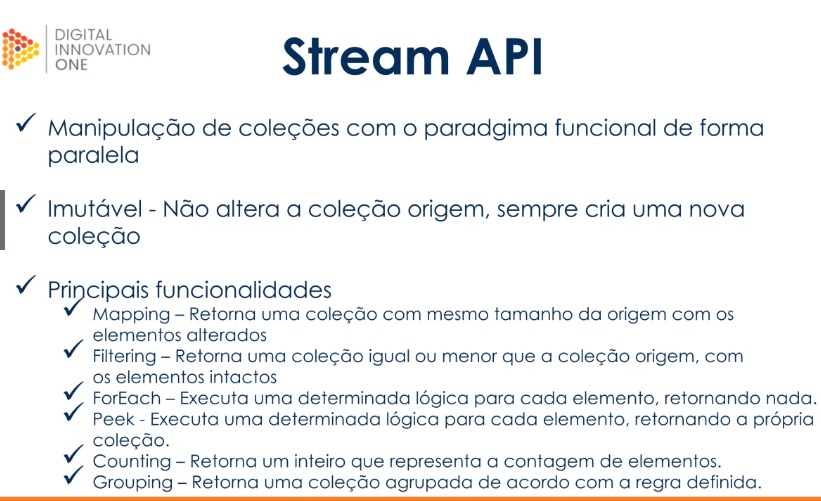 DIGITAL
INNOVATION
ONE
Stream API
✓ Manipulação de coleções com o paradgima funcional de forma
paralela
✓ Imutável - Não altera a coleção origem, sempre cria uma nova
coleção
✓ Principais funcionalidades
✓ Mapping – Retorna uma coleção com mesmo tamanho da origem com os
elementos alterados
✓ Filtering – Retorna uma coleção igual ou menor que a coleção origem, com
os elementos intactos
✓ ForEach – Executa uma determinada lógica para cada elemento, retornando nada.
✓ Peek - Executa uma determinada lógica para cada elemento, retornando a própria
coleção.
✓ Counting – Retorna um inteiro que representa a contagem de elementos.
✓ Grouping – Retorna uma coleção agrupada de acordo com a regra definida.